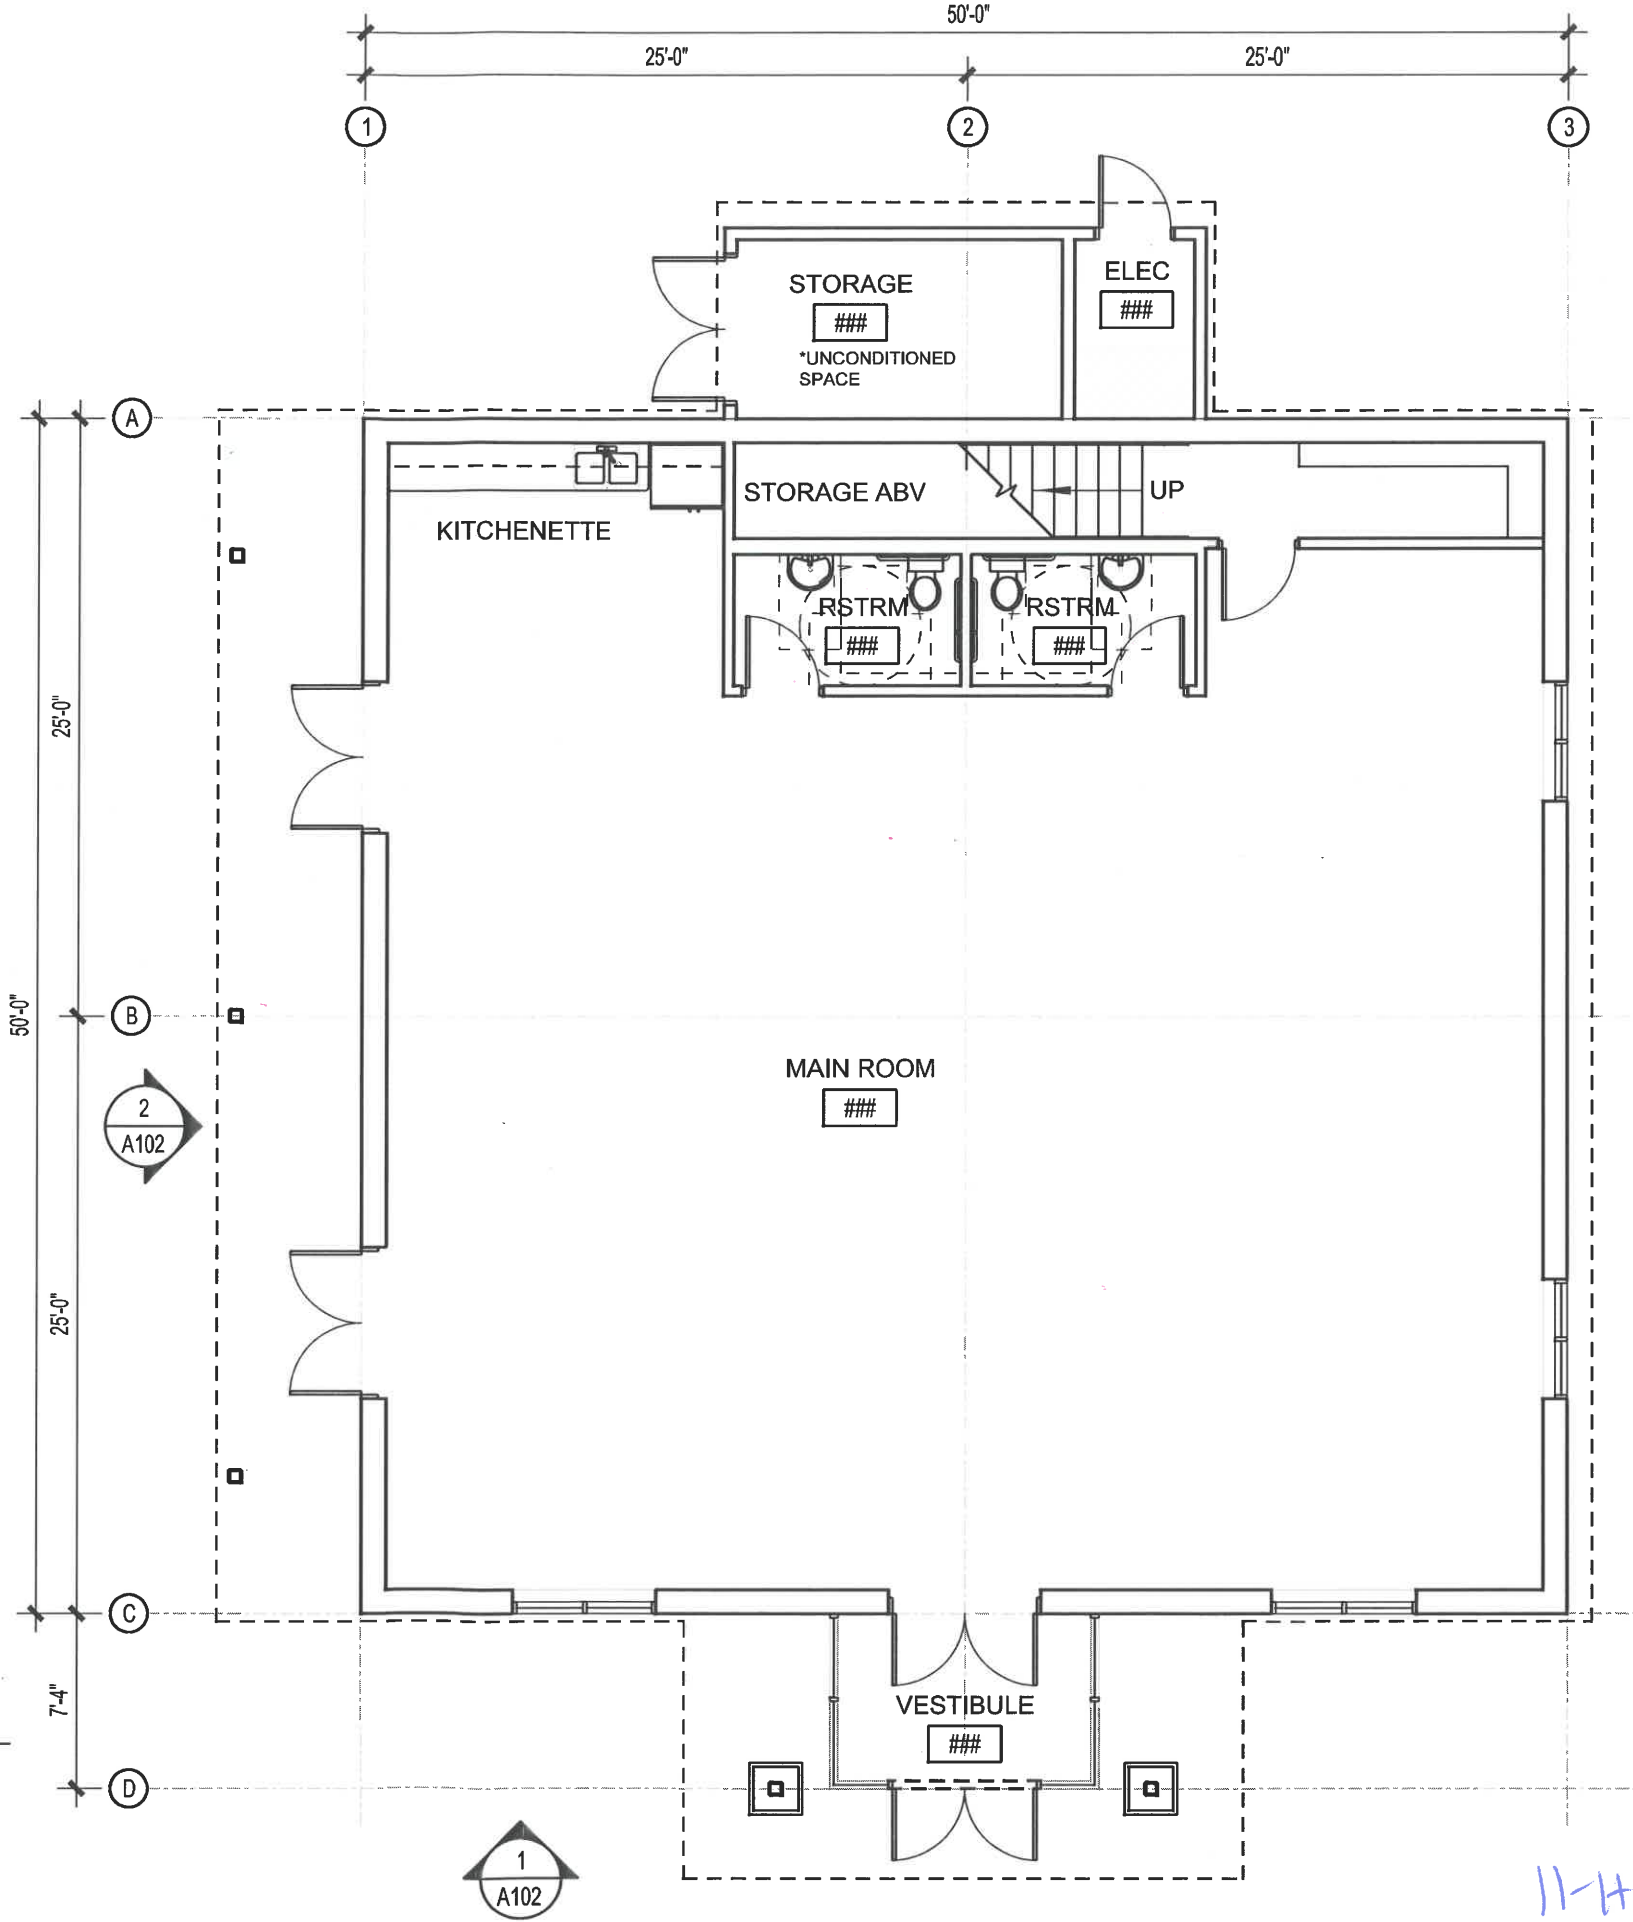 50'-0"
25'-0"
25'-0"
1
2
3
STORAGE
###
*UNCONDITIONED
SPACE
ELEC
###
A
STORAGE ABV
UP
KITCHENETTE
RSTRM
###
RSTRM
###
25'-0"
50'-0"
B
MAIN ROOM
###
2
A102
25'-0"
C
VESTIBULE
###
7'-4"
D
1
A102